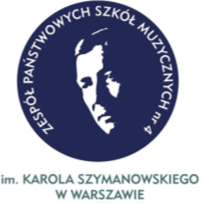 ZESPÓŁ PAŃSTWOWYCH SZKÓŁ MUZYCZNYCH nr 4
im. KAROLA SZYMANOWSKIEGO
W WARSZAWIE